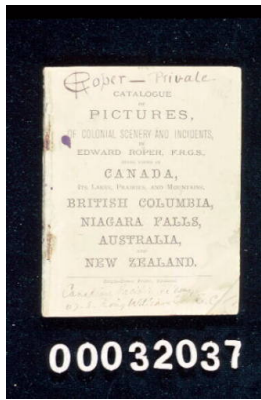 Roper — Private
CATALOGUE
OF
PICTURES,
OF COLONIAL SCENERY AND INCIDENTS,
BY
EDWARD ROPER, F.R.G.S.,
CANADA,
ITS LAKES, PRAIRIES, AND MOUNTAINS,
BRITISH COLUMBIA,
NIAGARA FALLS,
AUSTRALIA,
AND
NEW ZEALAND.
00032037